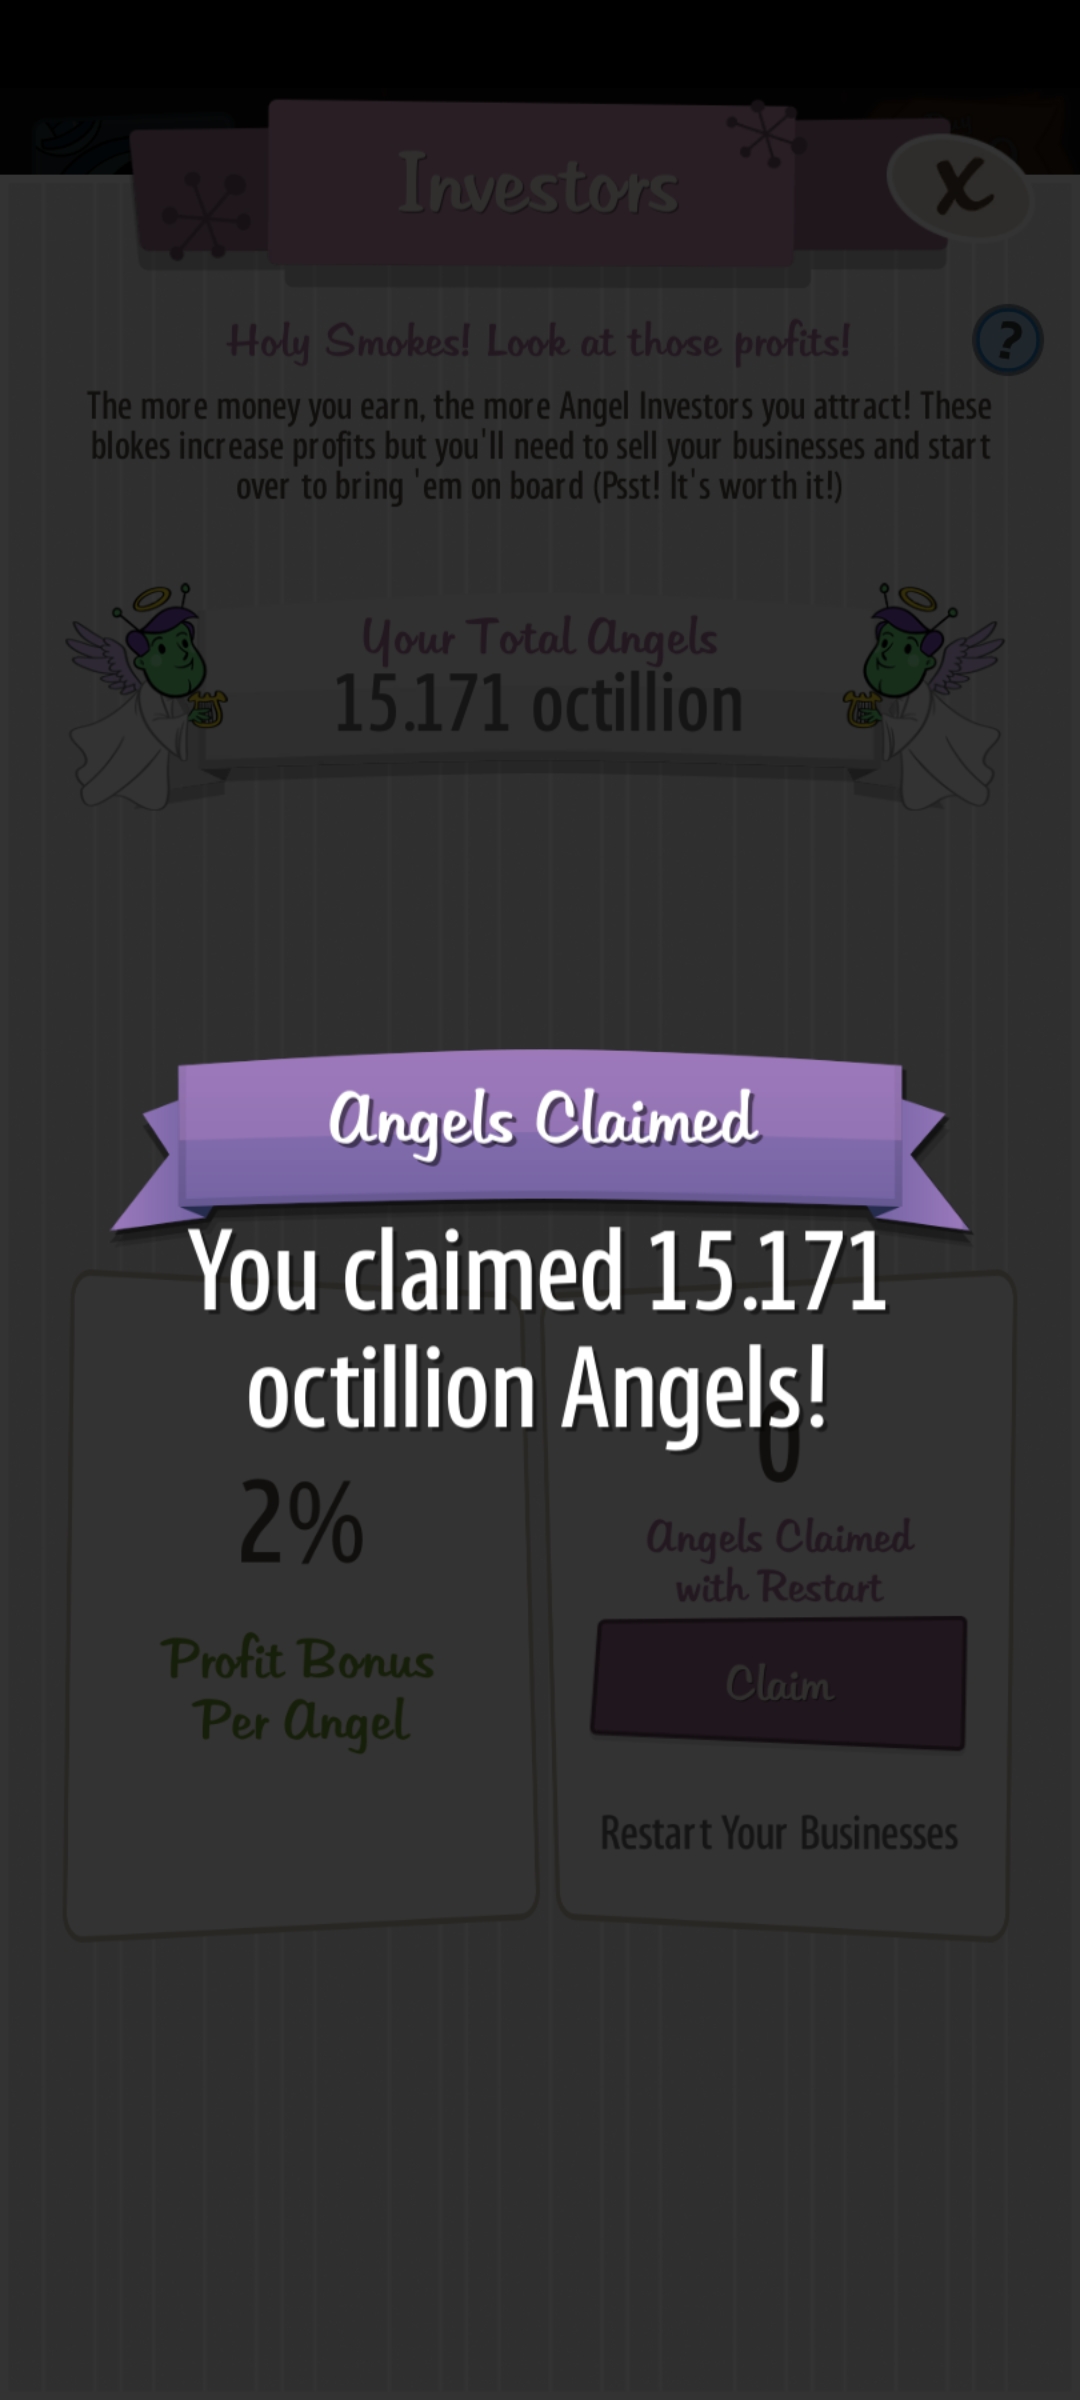 Investors
X
Holy Smokes! Look at those profits!
?
The more money you earn, the more Angel Investors you attract! These
blokes increase profits but you'll need to sell your businesses and start
over to bring 'em on board (Psst! It's worth it!)
Your Total Angels
15.171 octillion
Angels Claimed
You claimed 15.171
octillion Angels!
2%
Profit Bonus
Per Angel
0
Angels Claimed
with Restart
Claim
Restart Your Businesses